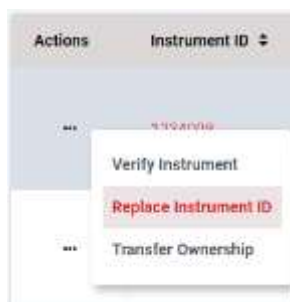 Actions Instrument ID
...
Verify Instrument
Replace Instrument ID
... Transfer Ownership